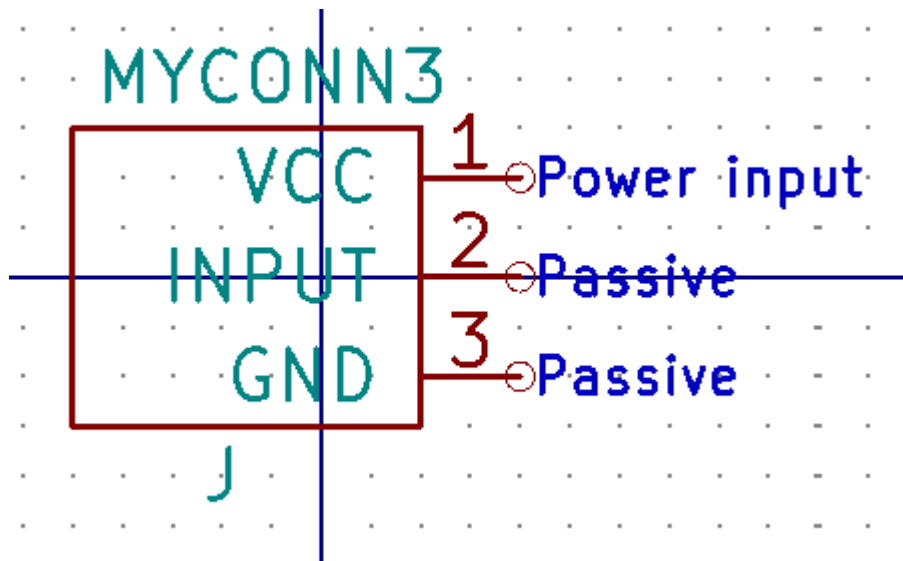 MYCONN3
VCC 1 Power input
INPUT 2 Passive
GND 3 Passive
J